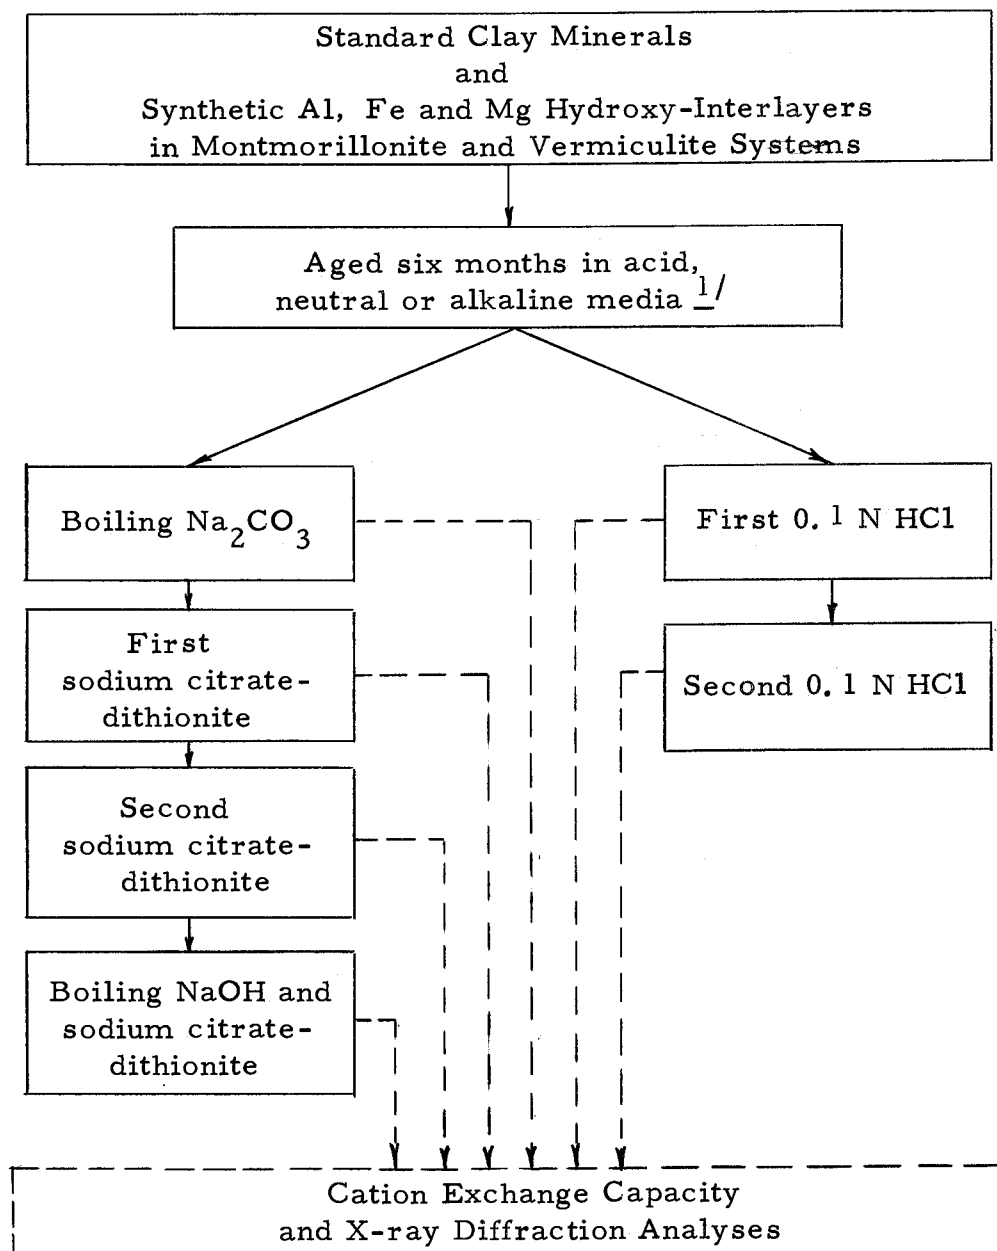 Standard Clay Minerals
and
Synthetic Al, Fe and Mg Hydroxy-Interlayers
in Montmorillonite and Vermiculite Systems
Aged six months in acid,
neutral or alkaline media 1/
Boiling Na₂CO₃
First
sodium citrate-
dithionite
Second
sodium citrate-
dithionite
Boiling NaOH and
sodium citrate-
dithionite
First 0.1 N HCl
Second 0.1 N HCl
Cation Exchange Capacity
and X-ray Diffraction Analyses